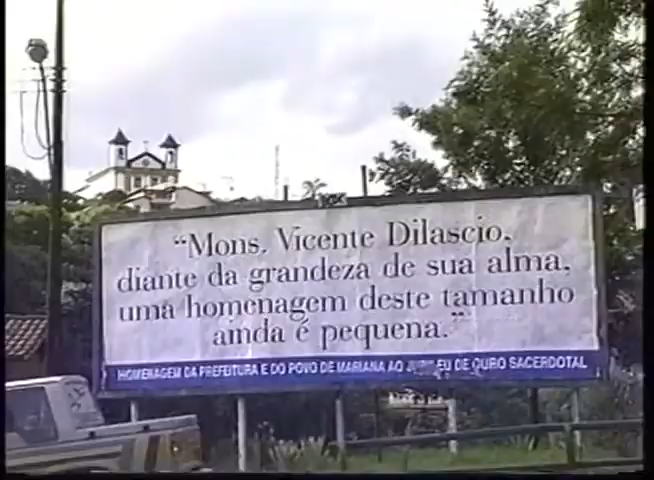 "Mons. Vicente Dilascio,
diante da grandeza de sua alma,
uma homenagem deste tamanho
ainda é pequena."
HOMENAGEM DA PREFEITURA E DO POVO DE MARIANA AO JUBILEU DE OURO SACERDOTAL